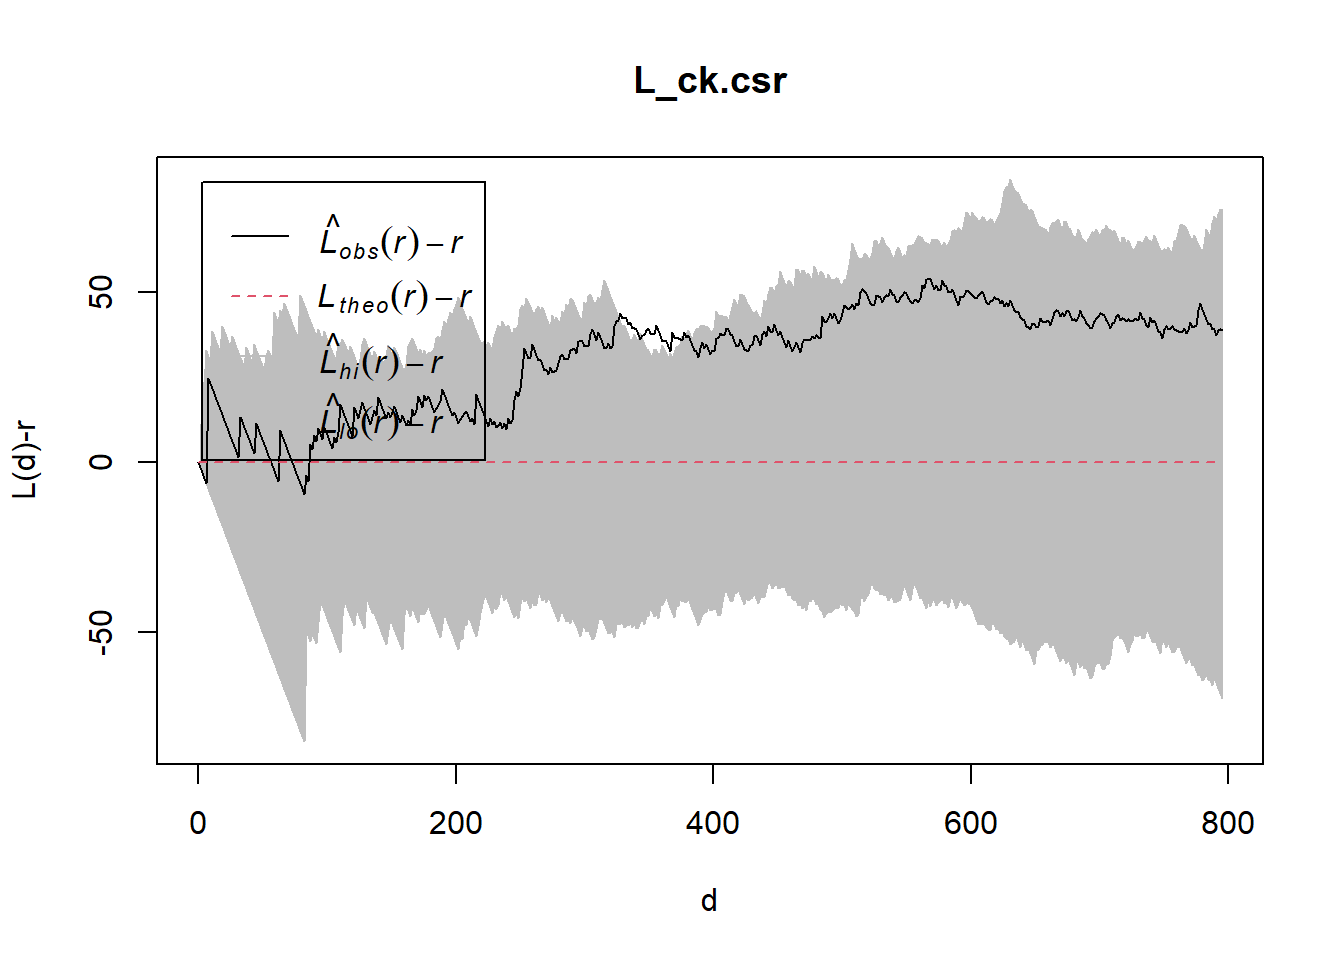 L_ck.csr
L̂obs(r) – r
Ltheo(r) – r
L̂hi(r) – r
L̂lo(r) – r
L(d)-r
50
0
-50
0 200 400 600 800
d